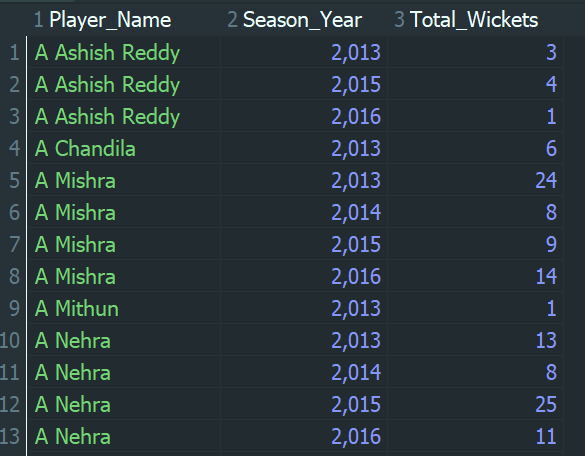 1 Player_Name 2 Season_Year 3 Total_Wickets
1 A Ashish Reddy 2,013 3
2 A Ashish Reddy 2,015 4
3 A Ashish Reddy 2,016 1
4 A Chandila 2,013 6
5 A Mishra 2,013 24
6 A Mishra 2,014 8
7 A Mishra 2,015 9
8 A Mishra 2,016 14
9 A Mithun 2,013 1
10 A Nehra 2,013 13
11 A Nehra 2,014 8
12 A Nehra 2,015 25
13 A Nehra 2,016 11